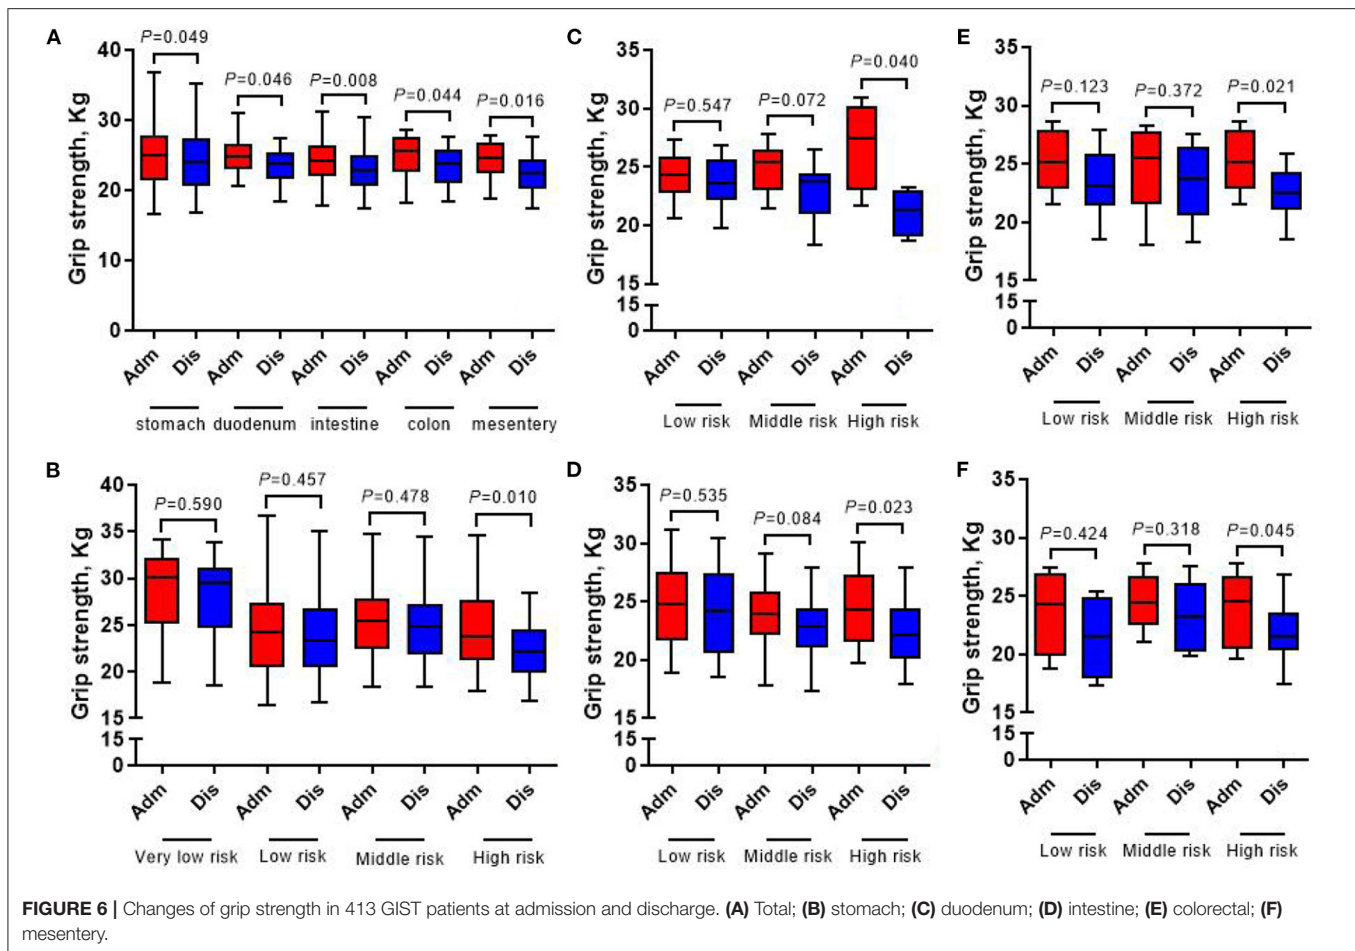 A
Grip strength, Kg
40
30
20
10
0
P=0.049
P=0.046
P=0.008
P=0.044
P=0.016
Adm Dis Adm Dis Adm Dis Adm Dis Adm Dis
stomach duodenum intestine colon mesentery
C
Grip strength, Kg
35
30
25
20
15
15
0
P=0.547
P=0.072
P=0.040
Adm Dis Adm Dis Adm Dis
Low risk Middle risk High risk
E
Grip strength, Kg
35
30
25
20
15
15
0
P=0.123
P=0.372
P=0.021
Adm Dis Adm Dis Adm Dis
Low risk Middle risk High risk
B
Grip strength, Kg
40
35
30
25
20
15
15
0
P=0.590
P=0.457
P=0.478
P=0.010
Adm Dis Adm Dis Adm Dis Adm Dis
Very low risk Low risk Middle risk High risk
D
Grip strength, Kg
35
30
25
20
15
15
0
P=0.535
P=0.084
P=0.023
Adm Dis Adm Dis Adm Dis
Low risk Middle risk High risk
F
Grip strength, Kg
35
30
25
20
15
15
0
P=0.424
P=0.318
P=0.045
Adm Dis Adm Dis Adm Dis
Low risk Middle risk High risk
FIGURE 6 | Changes of grip strength in 413 GIST patients at admission and discharge. (A) Total; (B) stomach; (C) duodenum; (D) intestine; (E) colorectal; (F)
mesentery.